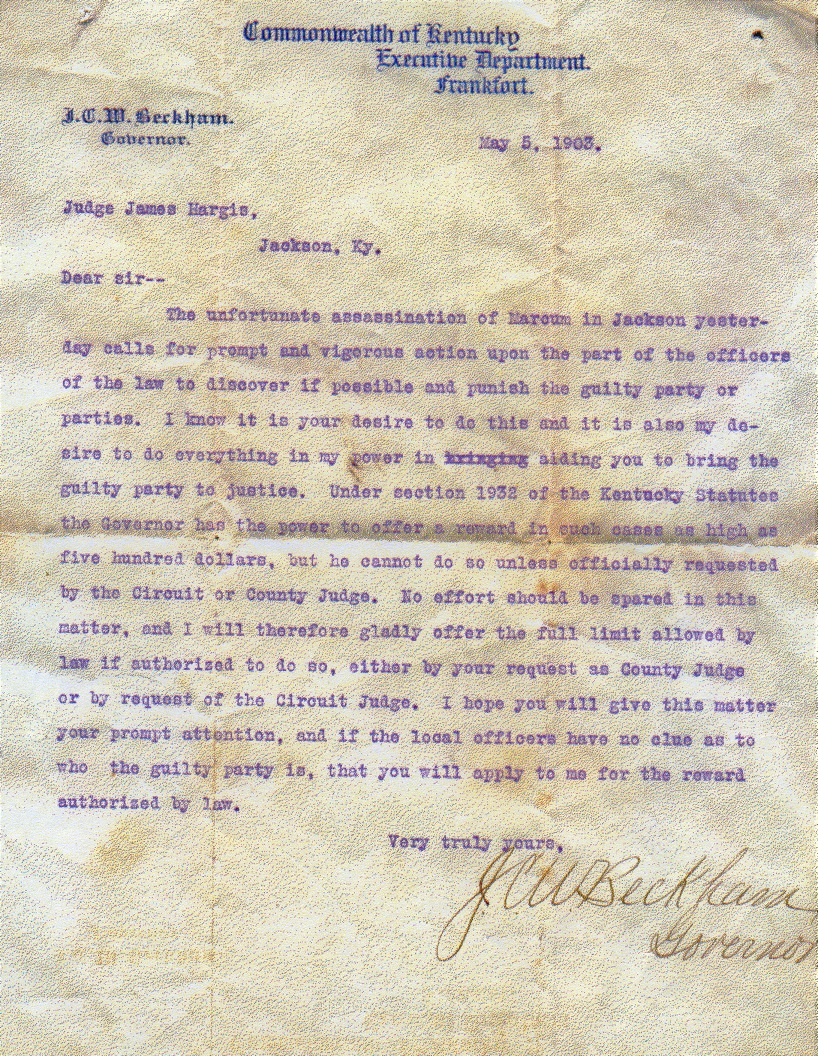 Commonwealth of Kentucky
Executive Department.
Frankfort.
J.C.W. Beckham.
Governor.
May 5, 1903.
Judge James Hargis,
Jackson, Ky.
Dear sir--
The unfortunate assassination of Marcum in Jackson yester-
day calls for prompt and vigorous action upon the part of the officers
of the law to discover if possible and punish the guilty party or
parties. I know it is your desire to do this and it is also my de-
sire to do everything in my power in bringing aiding you to bring the
guilty party to justice. Under section 1932 of the Kentucky Statutes
the Governor has the power to offer a reward in such cases as high as
five hundred dollars, but he cannot do so unless officially requested
by the Circuit or County Judge. No effort should be spared in this
matter, and I will therefore gladly offer the full limit allowed by
law if authorized to do so, either by your request as County Judge
or by request of the Circuit Judge. I hope you will give this matter
your prompt attention, and if the local officers have no clue as to
who the guilty party is, that you will apply to me for the reward
authorized by law.
Very truly yours,
J.C.W. Beckham
Governor